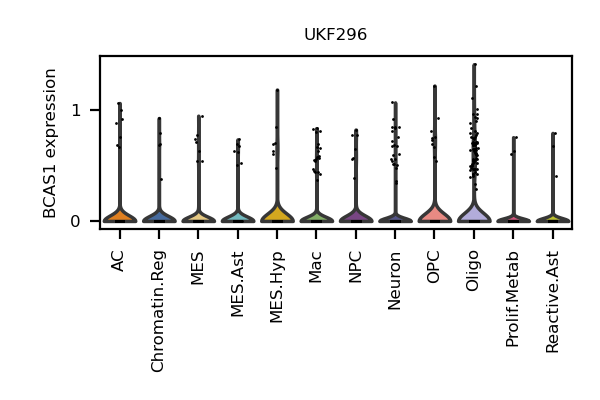 UKF296
BCAS1 expression
1
0
AC
Chromatin.Reg
MES
MES.Ast
MES.Hyp
Mac
NPC
Neuron
OPC
Oligo
Prolif.Metab
Reactive.Ast